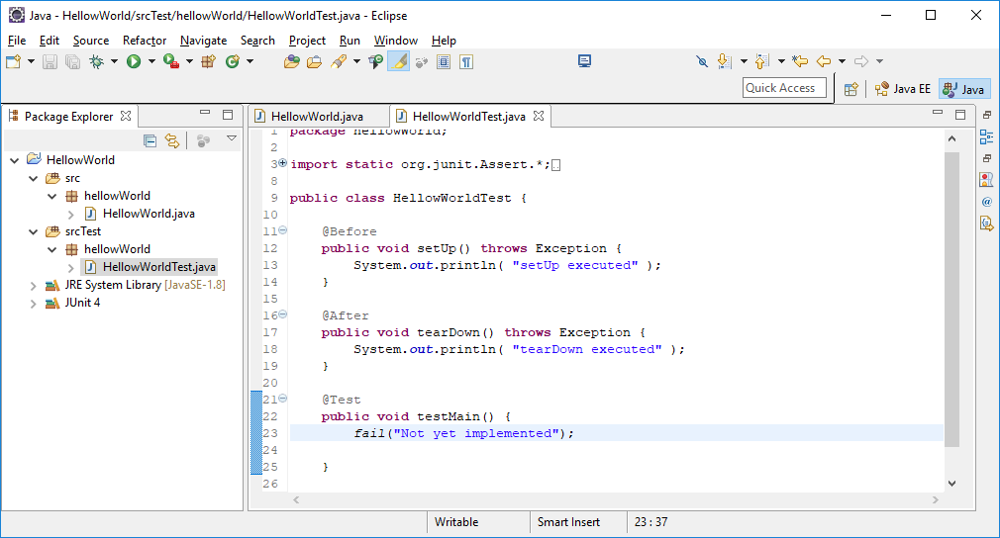 Java - HellowWorld/srcTest/hellowWorld/HellowWorldTest.java - Eclipse
File Edit Source Refactor Navigate Search Project Run Window Help
Quick Access
Java EE
Java
Package Explorer
HellowWorld
src
hellowWorld
HellowWorld.java
srcTest
hellowWorld
HellowWorldTest.java
JRE System Library [JavaSE-1.8]
JUnit 4
HellowWorld.java
HellowWorldTest.java
1 package hellowWorld;
2
3 import static org.junit.Assert.*;
8
9 public class HellowWorldTest {
10
11 @Before
12 public void setUp() throws Exception {
13 System.out.println( "setUp executed" );
14 }
15
16 @After
17 public void tearDown() throws Exception {
18 System.out.println( "tearDown executed" );
19 }
20
21 @Test
22 public void testMain() {
23 fail("Not yet implemented");
24
25 }
26
Writable
Smart Insert
23 : 37